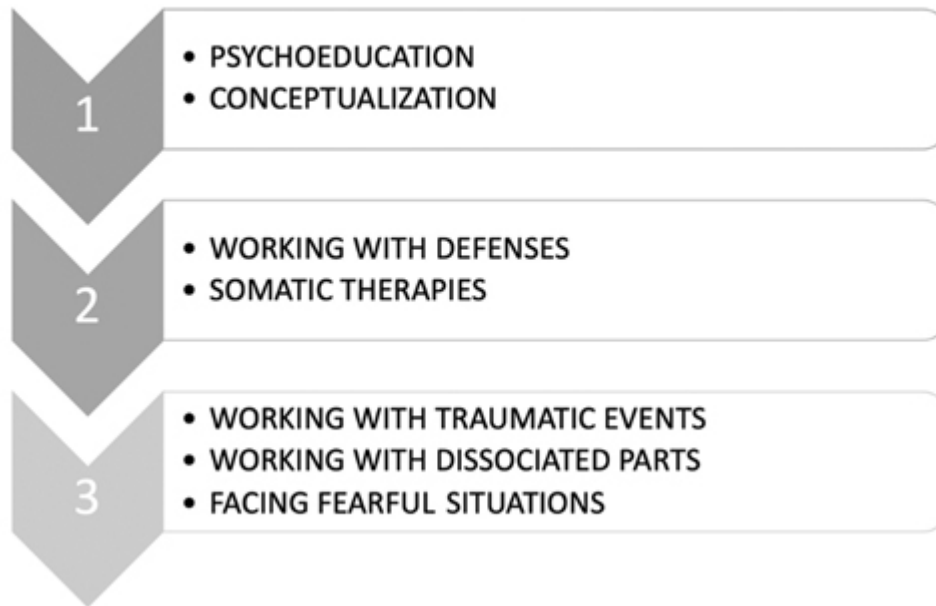 1
• PSYCHOEDUCATION
• CONCEPTUALIZATION
2
• WORKING WITH DEFENSES
• SOMATIC THERAPIES
3
• WORKING WITH TRAUMATIC EVENTS
• WORKING WITH DISSOCIATED PARTS
• FACING FEARFUL SITUATIONS